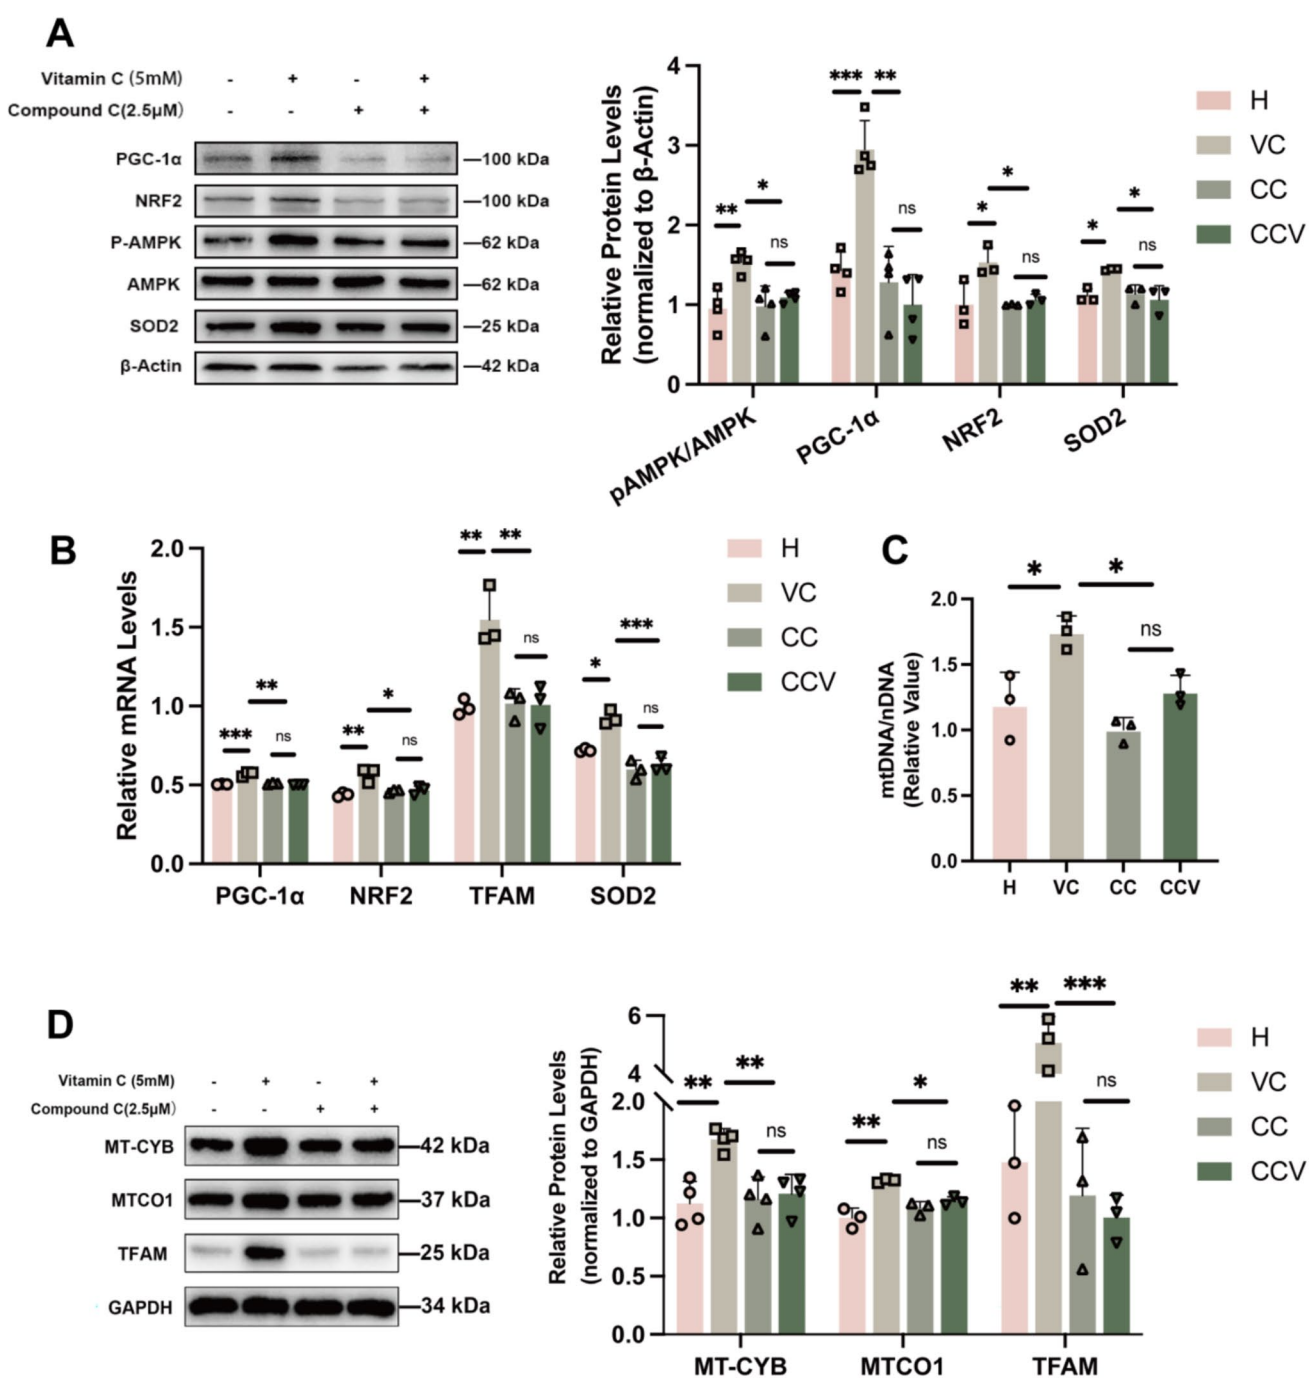 A
Vitamin C (5mM) - + - +
Compound C(2.5μM) - - + +
PGC-1α —100 kDa
NRF2 —100 kDa
P-AMPK —62 kDa
AMPK —62 kDa
SOD2 —25 kDa
β-Actin —42 kDa
Relative Protein Levels
(normalized to β-Actin)
4
3
2
1
0
** * ns
*** ** ns
* * ns
* * ns
pAMPK/AMPK PGC-1α NRF2 SOD2
H
VC
CC
CCV
B
Relative mRNA Levels
2.0
1.5
1.0
0.5
0.0
*** ** ns
** * ns
** ** ns
* *** ns
PGC-1α NRF2 TFAM SOD2
H
VC
CC
CCV
C
mtDNA/nDNA
(Relative Value)
2.0
1.5
1.0
0.5
0.0
* * ns
H VC CC CCV
D
Vitamin C (5mM) - + - +
Compound C(2.5μM) - - + +
MT-CYB —42 kDa
MTCO1 —37 kDa
TFAM —25 kDa
GAPDH —34 kDa
Relative Protein Levels
(normalized to GAPDH)
6
4
2.0
1.5
1.0
0.5
0.0
** ** ns
** * ns
** *** ns
MT-CYB MTCO1 TFAM
H
VC
CC
CCV